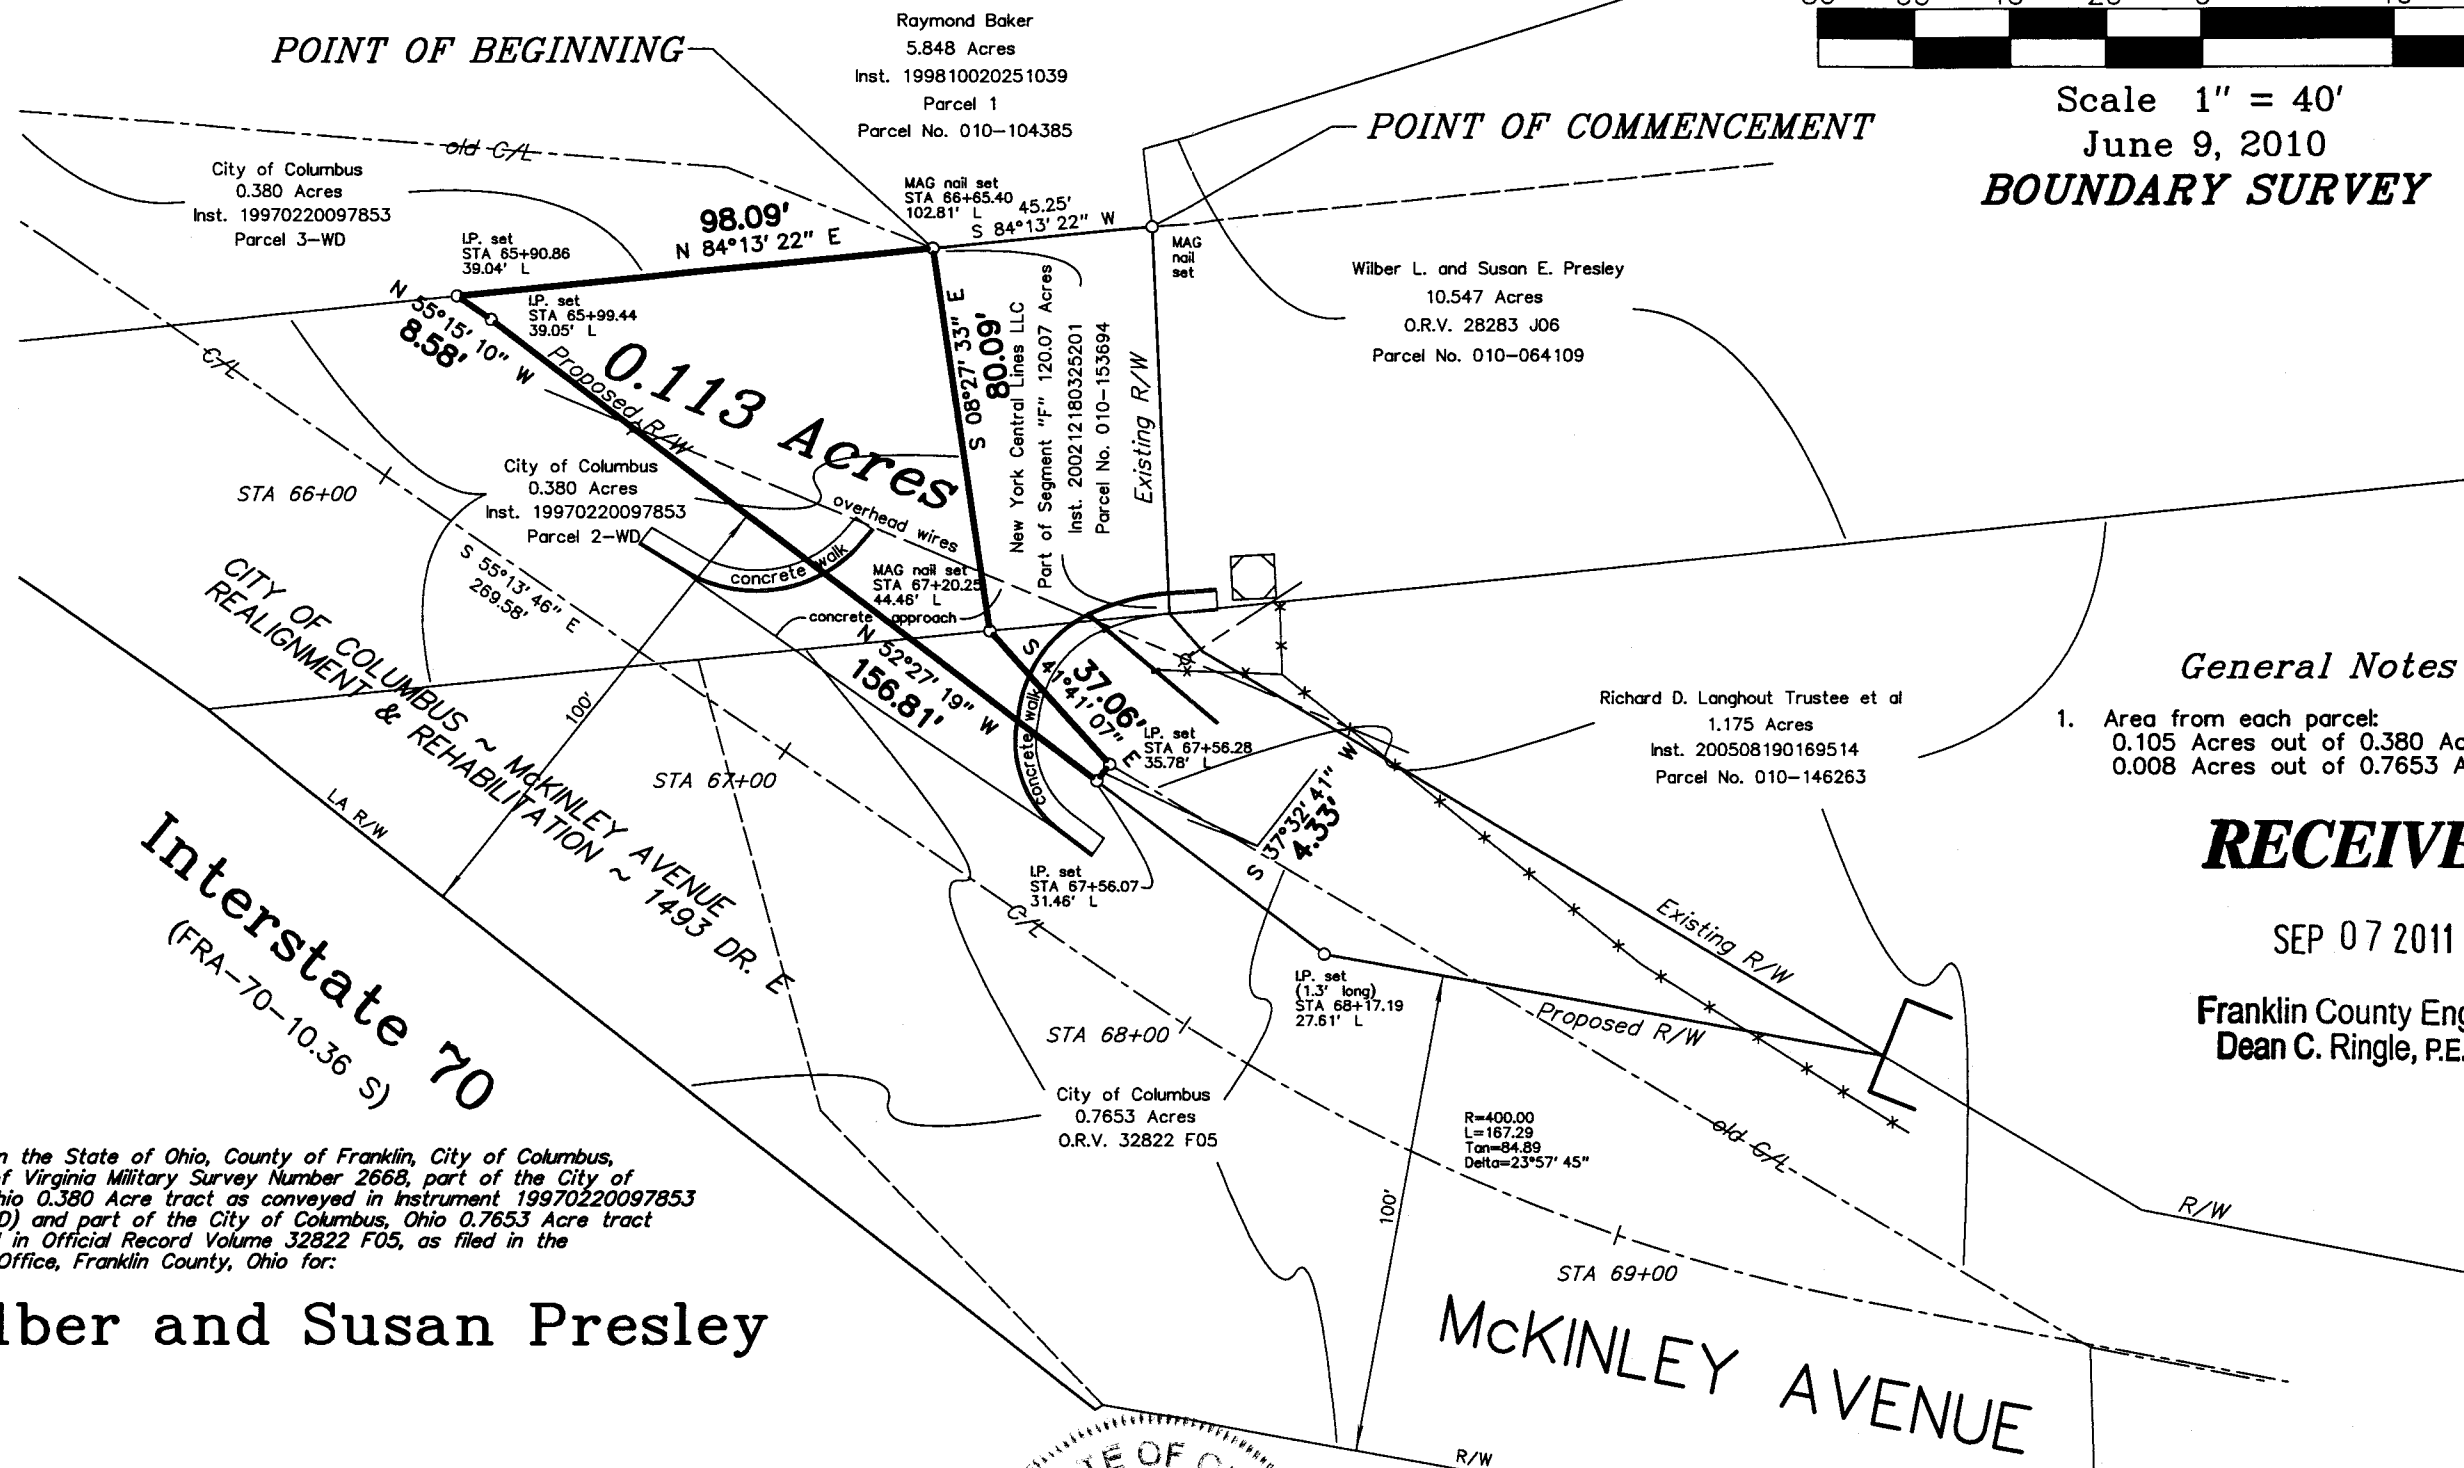 Raymond Baker
5.848 Acres
Inst. 199810020251039
Parcel 1
Parcel No. 010-104385
POINT OF BEGINNING
POINT OF COMMENCEMENT
Scale 1" = 40'
June 9, 2010
BOUNDARY SURVEY
old C/L
City of Columbus
0.380 Acres
Inst. 19970220097853
Parcel 3-WD
MAG nail set
STA 66+65.40
102.81' L
45.25'
S 84°13' 22" W
98.09'
N 84°13' 22" E
I.P. set
STA 65+90.86
39.04' L
I.P. set
STA 65+99.44
39.05' L
N 55°15' 10" W
8.58'
MAG
nail
set
Wilber L. and Susan E. Presley
10.547 Acres
O.R.V. 28283 J06
Parcel No. 010-064109
C/L
Proposed R/W
0.113 Acres
S 08°27' 33" E
80.09'
New York Central Lines LLC
Part of Segment "F" 120.07 Acres
Inst. 200212180325201
Parcel No. 010-153694
Existing R/W
STA 66+00
City of Columbus
0.380 Acres
Inst. 19970220097853
Parcel 2-WD
overhead wires
concrete walk
S 55°13' 46" E
269.58'
MAG nail set
STA 67+20.25
44.46' L
concrete approach
N 52°27' 19" W
156.81'
S 41°41' 07" E
37.06'
concrete walk
I.P. set
STA 67+56.28
35.78' L
S 37°32' 41" W
4.33'
CITY OF COLUMBUS ~ McKINLEY AVENUE
REALIGNMENT & REHABILITATION ~ 1493 DR. E
100'
STA 67+00
LA R/W
Interstate 70
(FRA-70-10.36 S)
I.P. set
STA 67+56.07
31.46' L
C/L
Richard D. Langhout Trustee et al
1.175 Acres
Inst. 200508190169514
Parcel No. 010-146263
General Notes
1. Area from each parcel:
0.105 Acres out of 0.380 Ac
0.008 Acres out of 0.7653 A
RECEIVE
SEP 07 2011
Franklin County Eng
Dean C. Ringle, P.E.
Existing R/W
I.P. set
(1.3' long)
STA 68+17.19
27.61' L
Proposed R/W
STA 68+00
City of Columbus
0.7653 Acres
O.R.V. 32822 F05
R=400.00
L=167.29
Tan=84.89
Delta=23°57' 45"
old C/L
100'
R/W
STA 69+00
McKINLEY AVENUE
R/W
n the State of Ohio, County of Franklin, City of Columbus,
f Virginia Military Survey Number 2668, part of the City of
hio 0.380 Acre tract as conveyed in Instrument 19970220097853
D) and part of the City of Columbus, Ohio 0.7653 Acre tract
in Official Record Volume 32822 F05, as filed in the
Office, Franklin County, Ohio for:
lber and Susan Presley
TE OF